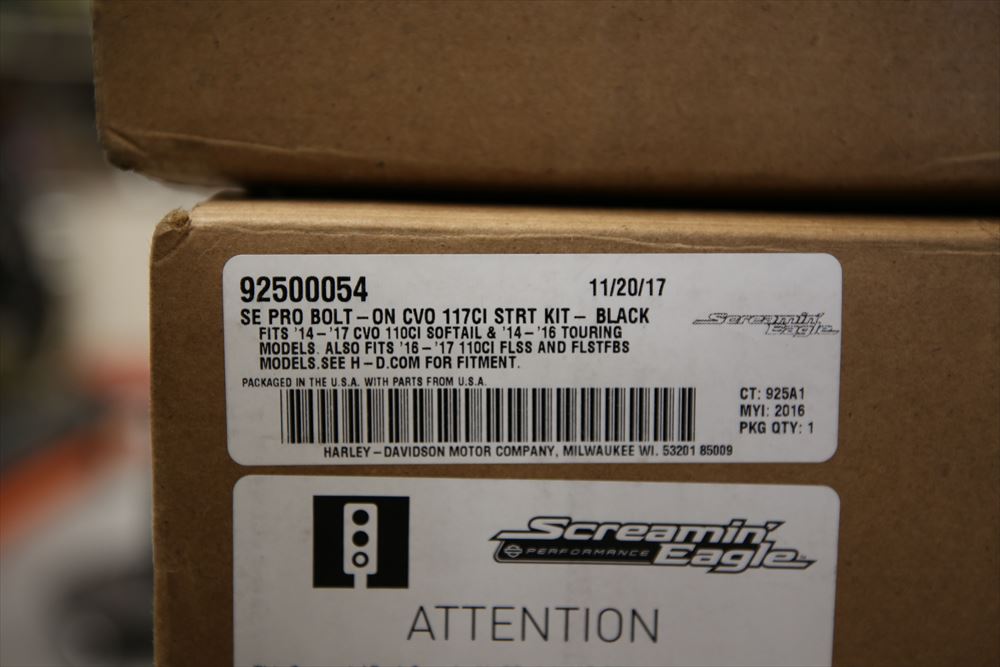 92500054 11/20/17
SE PRO BOLT-ON CVO 117CI STRT KIT- BLACK
Screamin' Eagle
FITS '14-'17 CVO 110CI SOFTAIL & '14-'16 TOURING
MODELS. ALSO FITS '16-'17 110CI FLSS AND FLSTFBS
MODELS.SEE H-D.COM FOR FITMENT.
PACKAGED IN THE U.S.A. WITH PARTS FROM U.S.A.
CT: 925A1
MYI: 2016
PKG QTY: 1
HARLEY-DAVIDSON MOTOR COMPANY, MILWAUKEE WI. 53201 85009
Screamin'
PERFORMANCE Eagle
ATTENTION